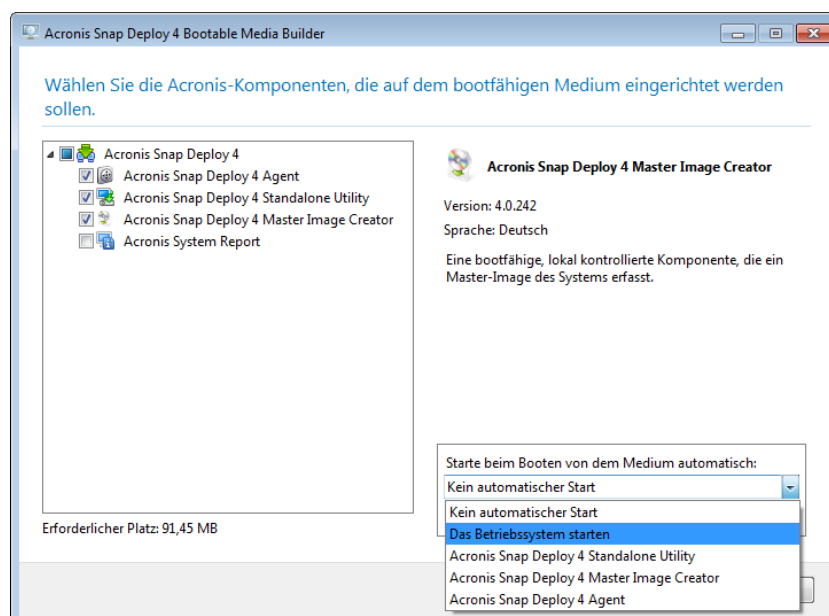 Acronis Snap Deploy 4 Bootable Media Builder
Wählen Sie die Acronis-Komponenten, die auf dem bootfähigen Medium eingerichtet werden
sollen.
Acronis Snap Deploy 4
Acronis Snap Deploy 4 Agent
Acronis Snap Deploy 4 Standalone Utility
Acronis Snap Deploy 4 Master Image Creator
Acronis System Report
Erforderlicher Platz: 91,45 MB
Acronis Snap Deploy 4 Master Image Creator
Version: 4.0.242
Sprache: Deutsch
Eine bootfähige, lokal kontrollierte Komponente, die ein
Master-Image des Systems erfasst.
Starte beim Booten von dem Medium automatisch:
Kein automatischer Start
Kein automatischer Start
Das Betriebssystem starten
Acronis Snap Deploy 4 Standalone Utility
Acronis Snap Deploy 4 Master Image Creator
Acronis Snap Deploy 4 Agent